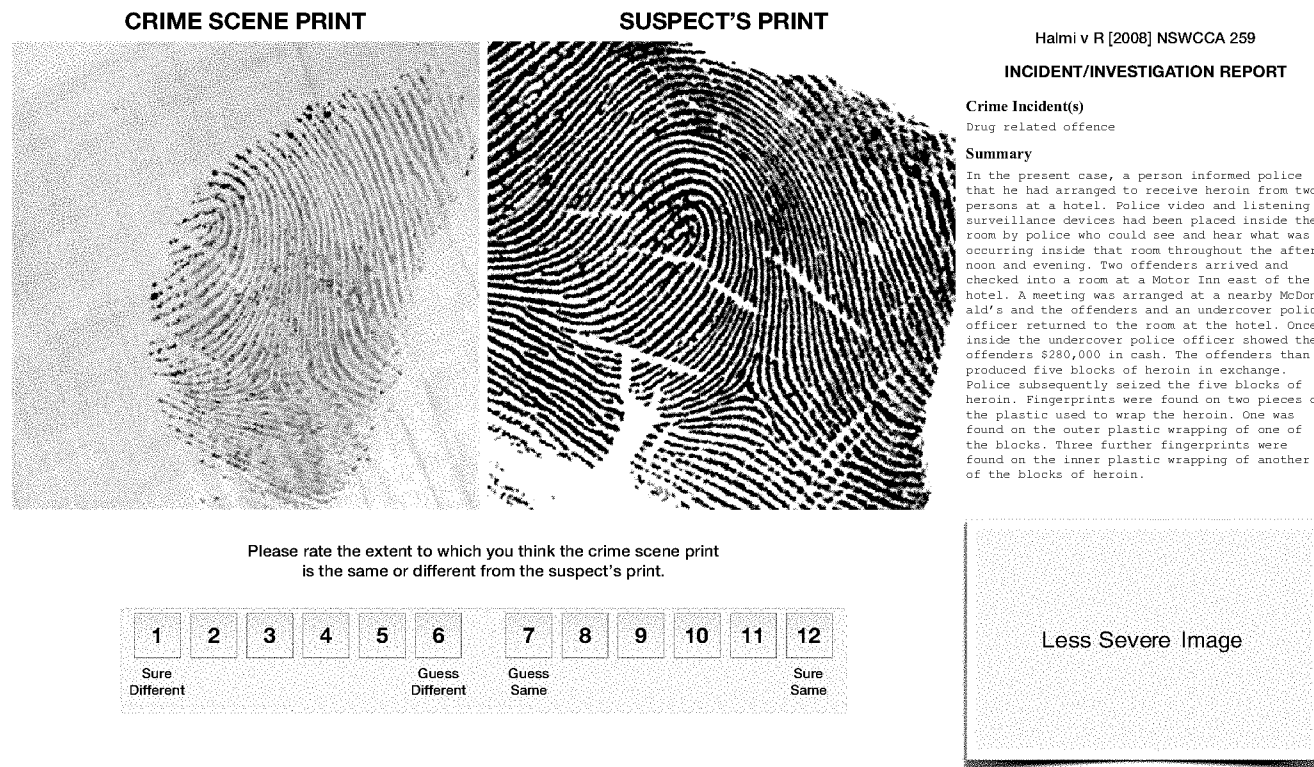 CRIME SCENE PRINT
SUSPECT'S PRINT
Halmi v R [2008] NSWCCA 259
INCIDENT/INVESTIGATION REPORT
Crime Incident(s)
Drug related offence
Summary
In the present case, a person informed police
that he had arranged to receive heroin from two
persons at a hotel. Police video and listening
surveillance devices had been placed inside the
room by police who could see and hear what was
occurring inside that room throughout the after
noon and evening. Two offenders arrived and
checked into a room at a Motor Inn east of the
hotel. A meeting was arranged at a nearby McDon
ald's and the offenders and an undercover polic
officer returned to the room at the hotel. Once
inside the undercover police officer showed the
offenders $280,000 in cash. The offenders than
produced five blocks of heroin in exchange.
Police subsequently seized the five blocks of
heroin. Fingerprints were found on two pieces o
the plastic used to wrap the heroin. One was
found on the outer plastic wrapping of one of
the blocks. Three further fingerprints were
found on the inner plastic wrapping of another
of the blocks of heroin.
Please rate the extent to which you think the crime scene print
is the same or different from the suspect's print.
1 2 3 4 5 6 7 8 9 10 11 12
Sure Guess Guess Sure
Different Different Same Same
Less Severe Image